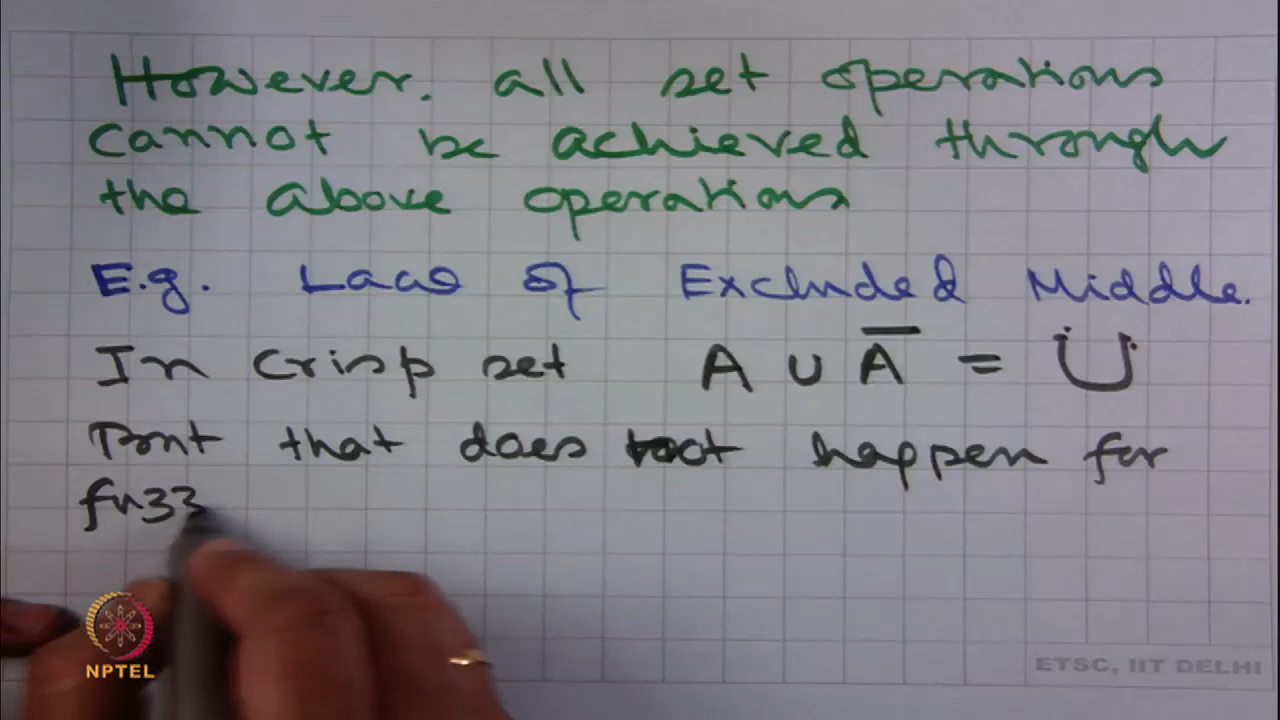 However. all set operations
cannot be achieved through
the above operations
E.g. Law of Excluded Middle.
In Crisp set A ∪ A̅ = U
But that does not happen for
fuzz
NPTEL
ETSC, IIT DELHI